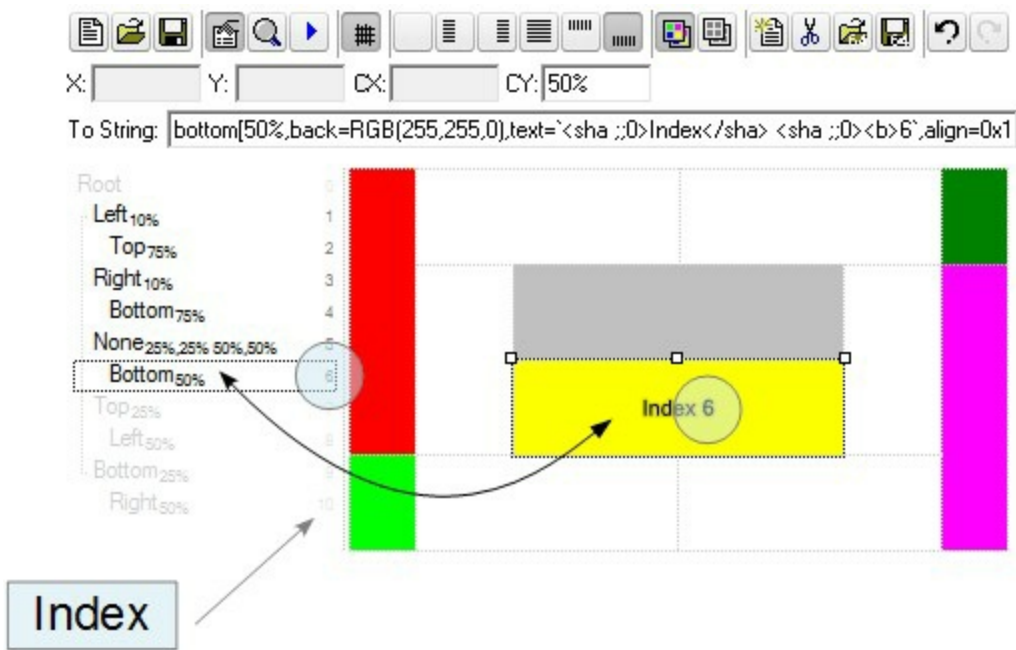 X: Y: CX: CY: 50%
To String: bottom[50%,back=RGB(255,255,0),text=`<sha ;;0>Index</sha> <sha ;;0><b>6`,align=0x1
Root 0
Left10% 1
Top75% 2
Right10% 3
Bottom75% 4
None25%,25% 50%,50% 5
Bottom50% 6
Index 6
Top25%
Left50% 8
Bottom25% 9
Right50% 10
Index